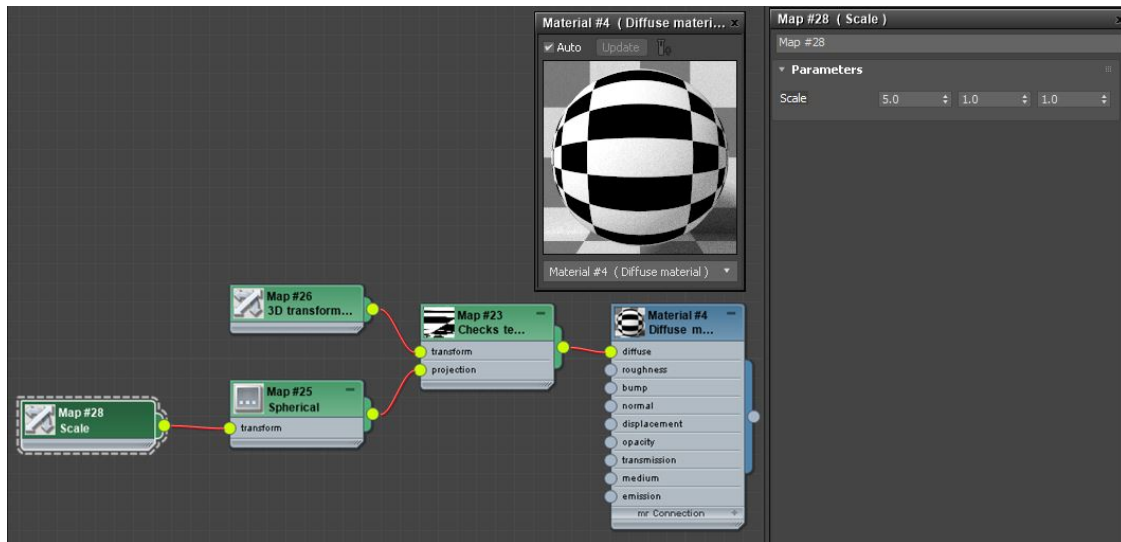 Material #4 ( Diffuse materi... x
Auto Update
Material #4 ( Diffuse material )
Map #26
3D transform...
Map #23
Checks te...
transform
projection
Material #4
Diffuse m...
diffuse
roughness
bump
normal
displacement
opacity
transmission
medium
emission
mr Connection +
Map #25
Spherical
transform
Map #28
Scale
Map #28 ( Scale )
Map #28
Parameters
Scale 5.0 1.0 1.0